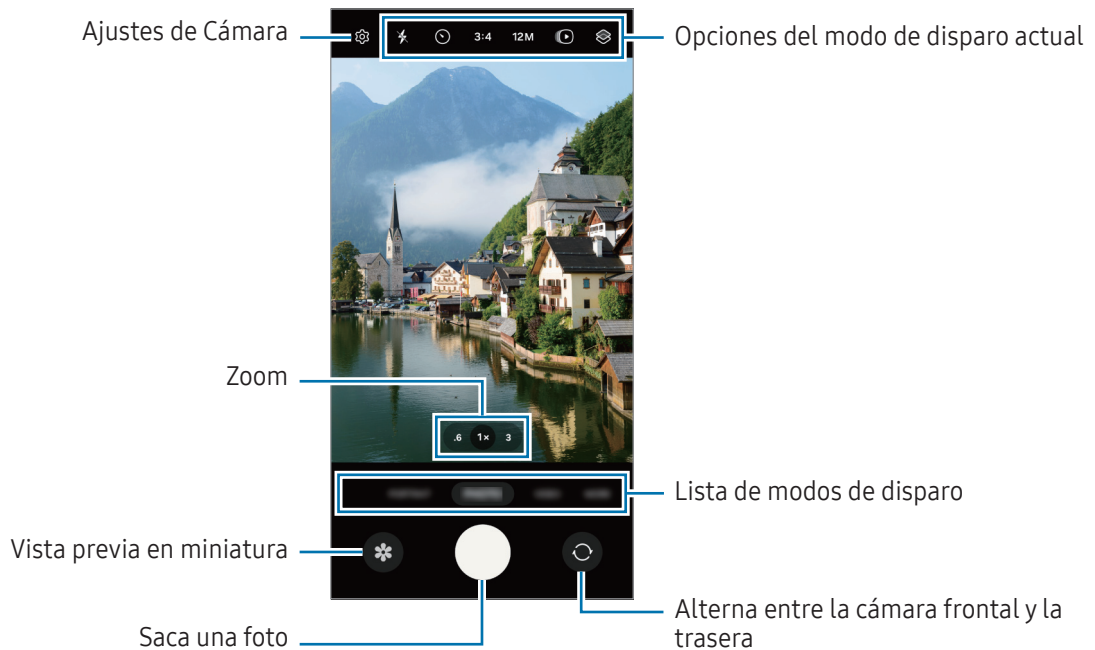 Ajustes de Cámara
3:4 12M
Opciones del modo de disparo actual
Zoom
.6 1× 3
Lista de modos de disparo
Vista previa en miniatura
Saca una foto
Alterna entre la cámara frontal y la
trasera